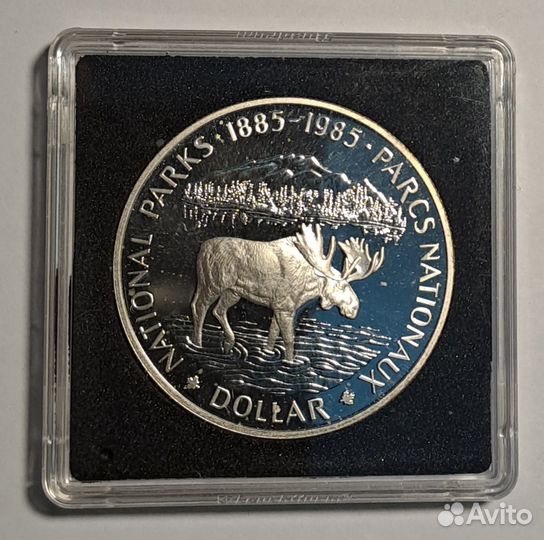 NATIONAL PARKS · 1885-1985 · PARCS NATIONAUX
DOLLAR
Avito